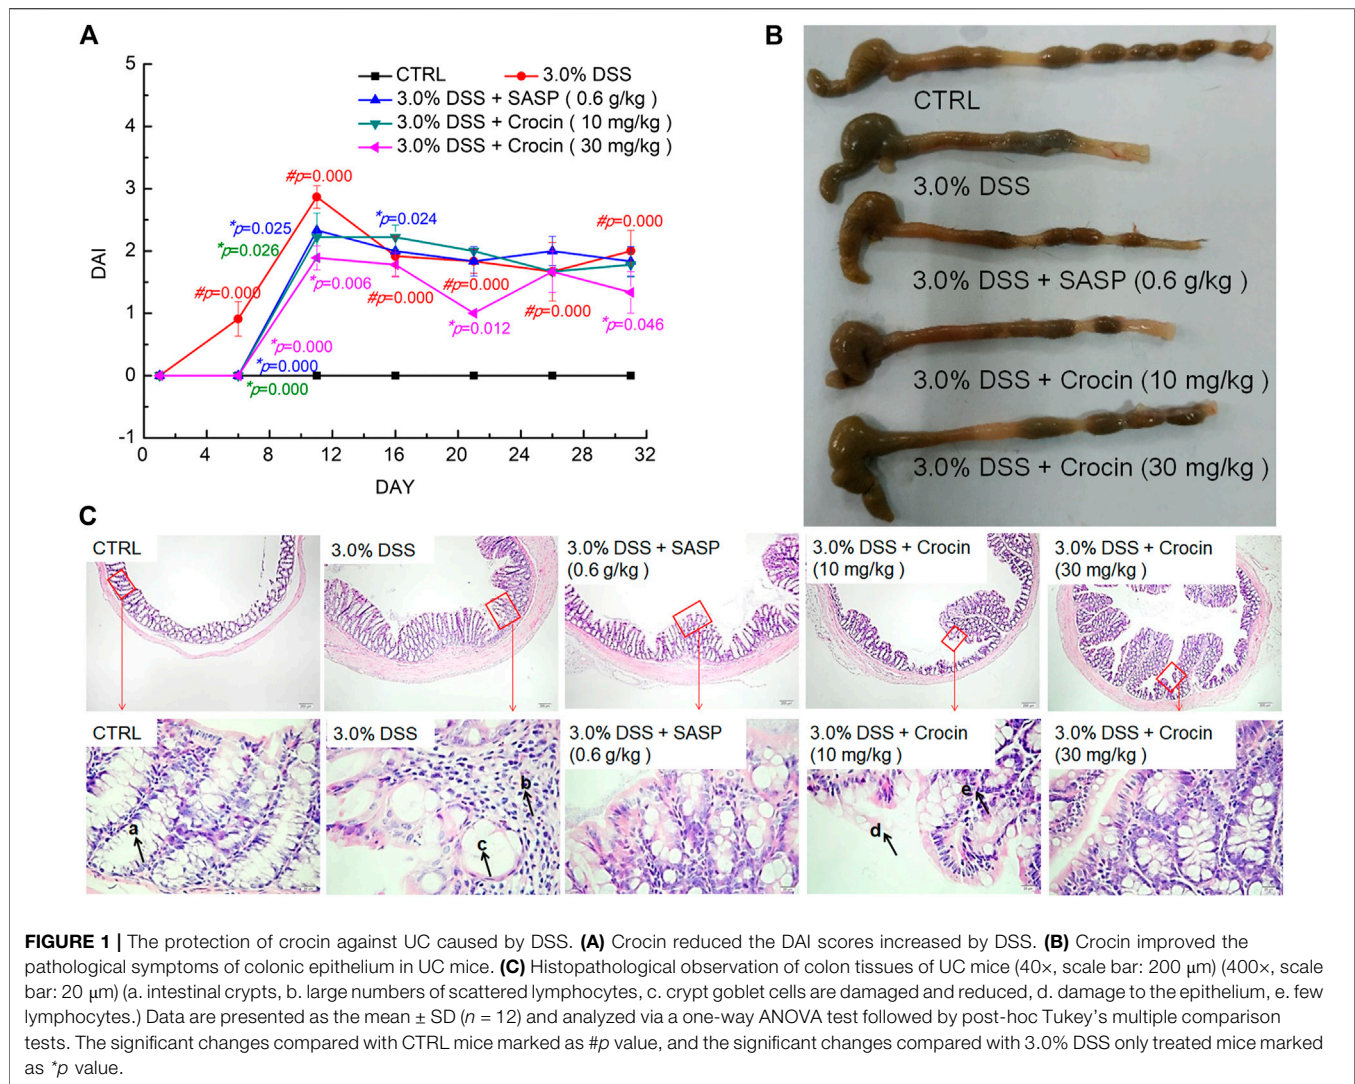 A
5
4
3
2
1
0
-1
DAI
0 4 8 12 16 20 24 28 32
DAY
CTRL 3.0% DSS
3.0% DSS + SASP ( 0.6 g/kg )
3.0% DSS + Crocin ( 10 mg/kg )
3.0% DSS + Crocin ( 30 mg/kg )
#p=0.000
#p=0.000
*p=0.025
*p=0.026
*p=0.024
#p=0.000
*p=0.006
#p=0.000
#p=0.000
#p=0.000
*p=0.012
*p=0.046
*p=0.000
*p=0.000
*p=0.000
B
CTRL
3.0% DSS
3.0% DSS + SASP (0.6 g/kg )
3.0% DSS + Crocin (10 mg/kg )
3.0% DSS + Crocin (30 mg/kg )
C
CTRL
3.0% DSS
3.0% DSS + SASP
(0.6 g/kg )
3.0% DSS + Crocin
(10 mg/kg )
3.0% DSS + Crocin
(30 mg/kg )
CTRL
a
3.0% DSS
b
c
3.0% DSS + SASP
(0.6 g/kg )
3.0% DSS + Crocin
(10 mg/kg )
e
d
3.0% DSS + Crocin
(30 mg/kg )
FIGURE 1 | The protection of crocin against UC caused by DSS. (A) Crocin reduced the DAI scores increased by DSS. (B) Crocin improved the
pathological symptoms of colonic epithelium in UC mice. (C) Histopathological observation of colon tissues of UC mice (40×, scale bar: 200 μm) (400×, scale
bar: 20 μm) (a. intestinal crypts, b. large numbers of scattered lymphocytes, c. crypt goblet cells are damaged and reduced, d. damage to the epithelium, e. few
lymphocytes.) Data are presented as the mean ± SD (n = 12) and analyzed via a one-way ANOVA test followed by post-hoc Tukey's multiple comparison
tests. The significant changes compared with CTRL mice marked as #p value, and the significant changes compared with 3.0% DSS only treated mice marked
as *p value.